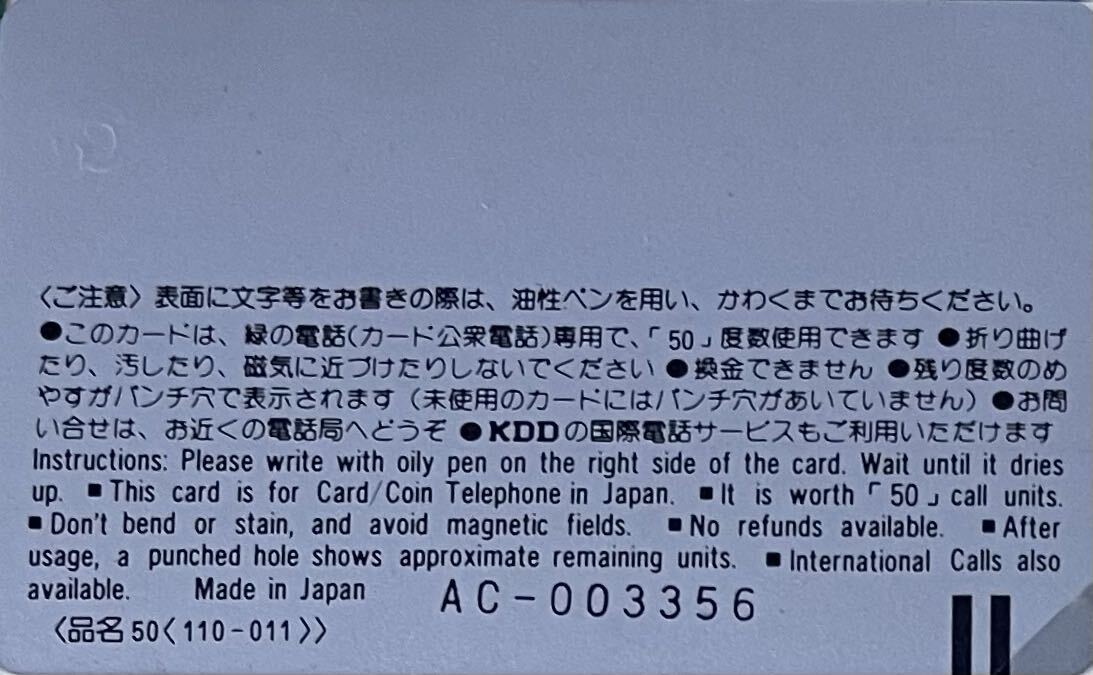 〈ご注意〉表面に文字等をお書きの際は、油性ペンを用い、かわくまでお待ちください。
●このカードは、緑の電話(カード公衆電話)専用で、「50」度数使用できます ●折り曲げ
たり、汚したり、磁気に近づけたりしないでください ●換金できません ●残り度数のめ
やすがパンチ穴で表示されます (未使用のカードにはパンチ穴があいていません) ●お問
い合せは、お近くの電話局へどうぞ ●KDDの国際電話サービスもご利用いただけます
Instructions: Please write with oily pen on the right side of the card. Wait until it dries
up. ■This card is for Card/Coin Telephone in Japan. ■It is worth「50」call units.
■Don't bend or stain, and avoid magnetic fields. ■No refunds available. ■After
usage, a punched hole shows approximate remaining units. ■International Calls also
available. Made in Japan AC-003356
〈品名50〈110-011〉〉